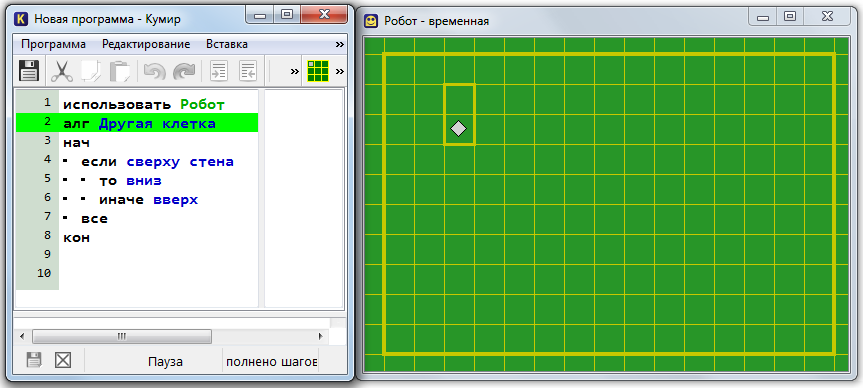 Новая программа - Кумир
Программа Редактирование Вставка »
» »
1 использовать Робот
2 алг Другая клетка
3 нач
4 если сверху стена
5 то вниз
6 иначе вверх
7 все
8 кон
9
10
Пауза полнено шагов
Робот - временная